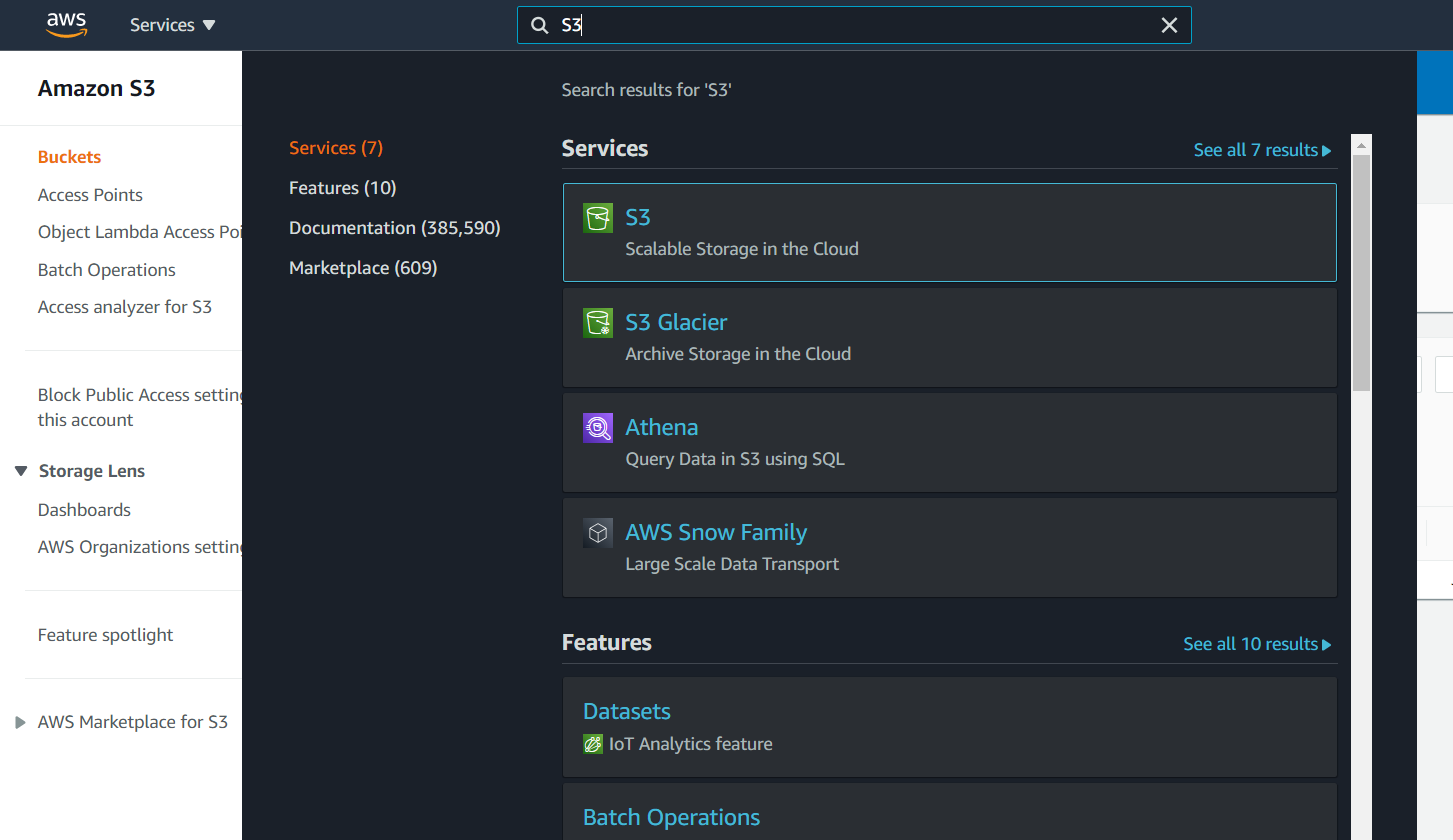 aws
Services ▼
S3
Amazon S3
Buckets
Access Points
Object Lambda Access Poi
Batch Operations
Access analyzer for S3
Block Public Access setting
this account
Storage Lens
Dashboards
AWS Organizations setting
Feature spotlight
AWS Marketplace for S3
Search results for 'S3'
Services (7)
Features (10)
Documentation (385,590)
Marketplace (609)
Services
See all 7 results
S3
Scalable Storage in the Cloud
S3 Glacier
Archive Storage in the Cloud
Athena
Query Data in S3 using SQL
AWS Snow Family
Large Scale Data Transport
Features
See all 10 results
Datasets
IoT Analytics feature
Batch Operations